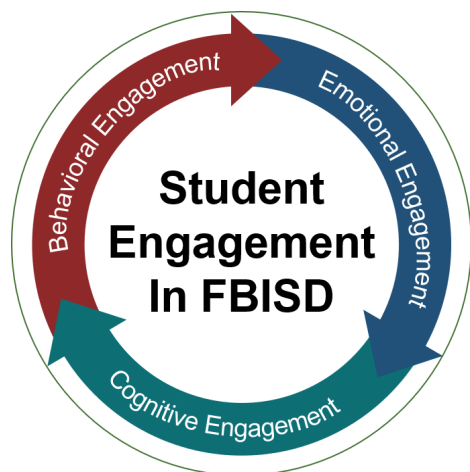 Behavioral Engagement
Emotional Engagement
Student
Engagement
In FBISD
Cognitive Engagement